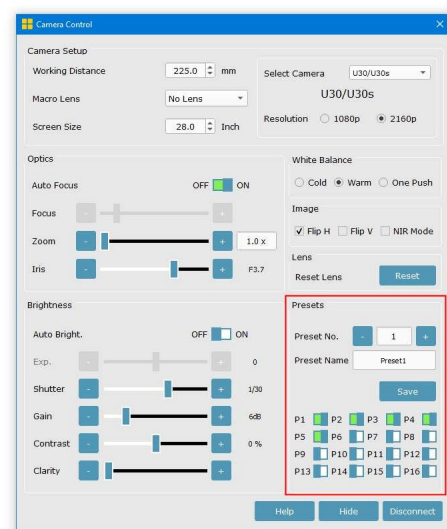 Camera Control
Camera Setup
Working Distance 225.0 mm
Macro Lens No Lens
Screen Size 28.0 Inch
Select Camera U30/U30s
U30/U30s
Resolution 1080p 2160p
Optics
Auto Focus OFF ON
Focus - +
Zoom - + 1.0 x
Iris - + F3.7
White Balance
Cold Warm One Push
Image
Flip H Flip V NIR Mode
Lens
Reset Lens Reset
Brightness
Auto Bright. OFF ON
Exp. - + 0
Shutter - + 1/30
Gain - + 6dB
Contrast - + 0 %
Clarity - +
Presets
Preset No. - 1 +
Preset Name Preset1
Save
P1 P2 P3 P4
P5 P6 P7 P8
P9 P10 P11 P12
P13 P14 P15 P16
Help Hide Disconnect